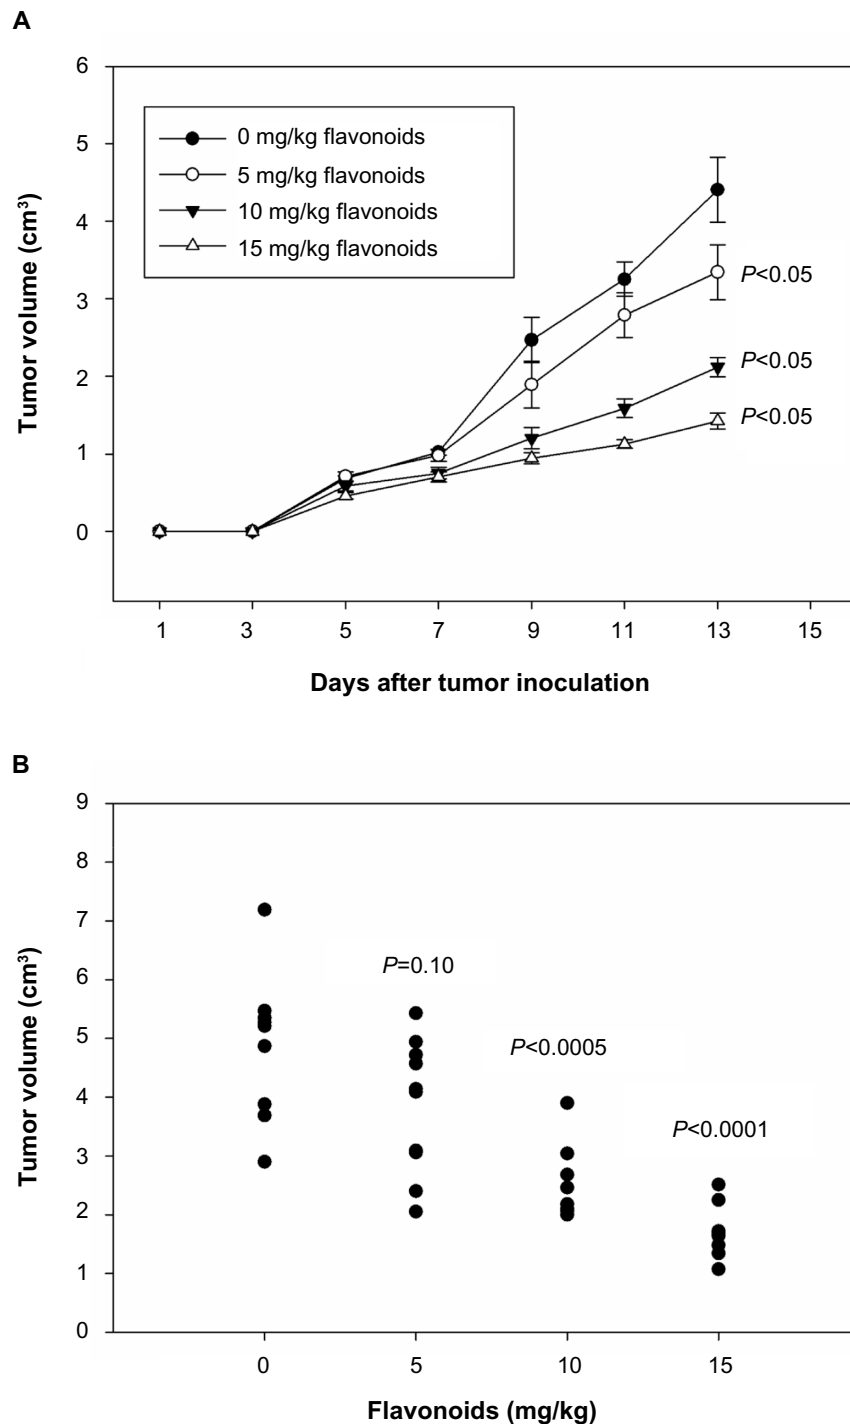 A
6
5
4
3
2
1
0
Tumor volume (cm³)
0 mg/kg flavonoids
5 mg/kg flavonoids
10 mg/kg flavonoids
15 mg/kg flavonoids
P<0.05
P<0.05
P<0.05
1 3 5 7 9 11 13 15
Days after tumor inoculation
B
9
8
7
6
5
4
3
2
1
0
Tumor volume (cm³)
P=0.10
P<0.0005
P<0.0001
0 5 10 15
Flavonoids (mg/kg)